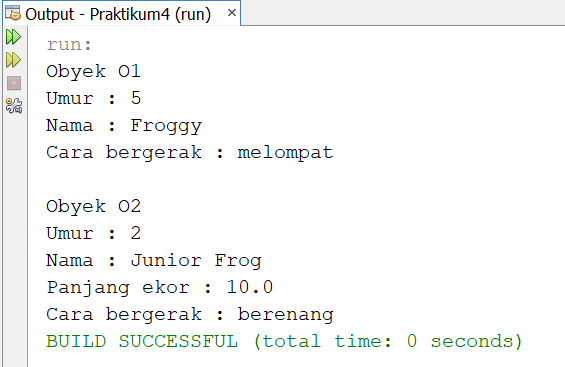 Output - Praktikum4 (run) ×
run:
Obyek O1
Umur : 5
Nama : Froggy
Cara bergerak : melompat
Obyek O2
Umur : 2
Nama : Junior Frog
Panjang ekor : 10.0
Cara bergerak : berenang
BUILD SUCCESSFUL (total time: 0 seconds)